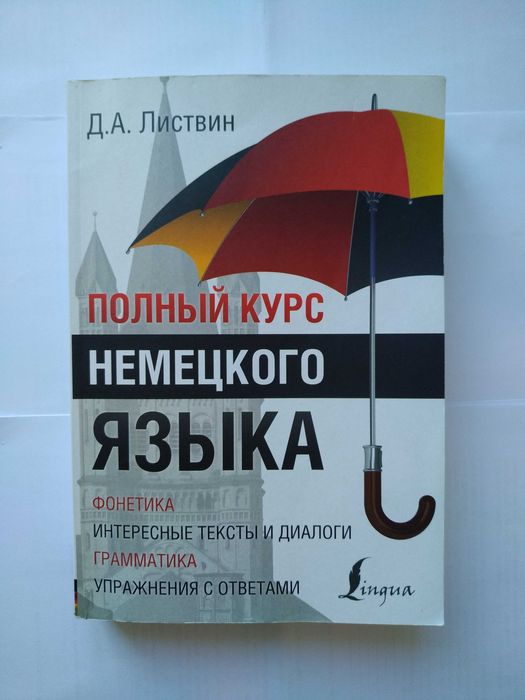 Д.А. Листвин
ПОЛНЫЙ КУРС
НЕМЕЦКОГО
ЯЗЫКА
ФОНЕТИКА
ИНТЕРЕСНЫЕ ТЕКСТЫ И ДИАЛОГИ
ГРАММАТИКА
УПРАЖНЕНИЯ С ОТВЕТАМИ
Lingua